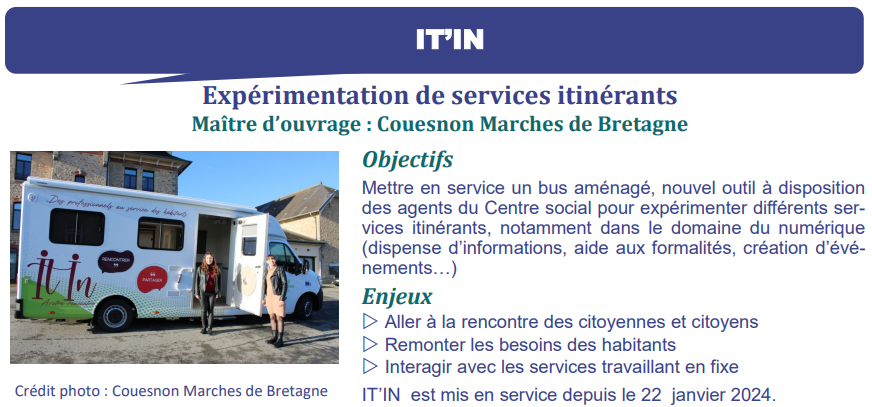 IT’IN
Expérimentation de services itinérants
Maître d’ouvrage : Couesnon Marches de Bretagne
Des professionnels au service des habitants
RENCONTRER
PARTAGER
It In
Crédit photo : Couesnon Marches de Bretagne
Objectifs
Mettre en service un bus aménagé, nouvel outil à disposition
des agents du Centre social pour expérimenter différents ser-
vices itinérants, notamment dans le domaine du numérique
(dispense d’informations, aide aux formalités, création d’évé-
nements…)
Enjeux
▷ Aller à la rencontre des citoyennes et citoyens
▷ Remonter les besoins des habitants
▷ Interagir avec les services travaillant en fixe
IT’IN est mis en service depuis le 22 janvier 2024.